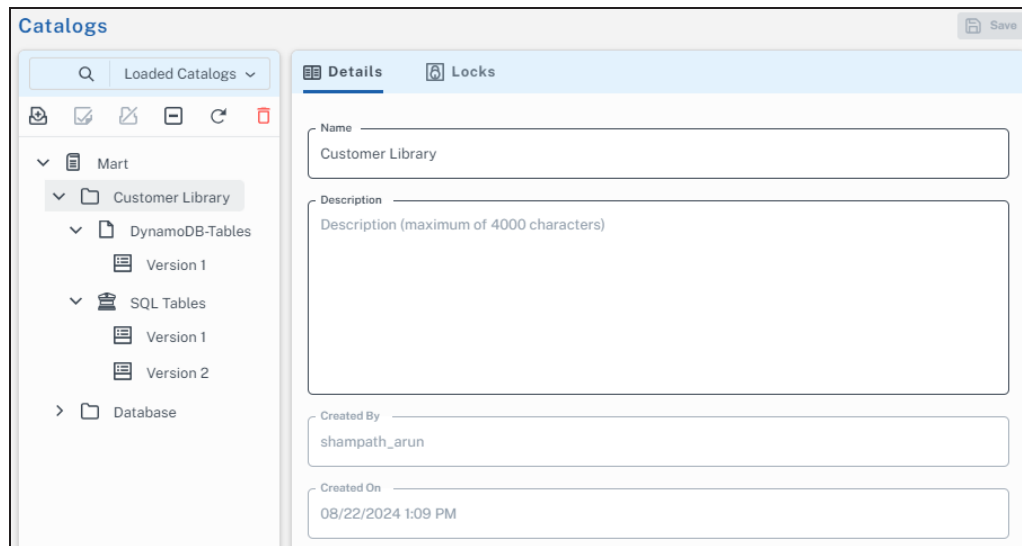 Catalogs
Save
Loaded Catalogs
Details
Locks
Mart
Customer Library
DynamoDB-Tables
Version 1
SQL Tables
Version 1
Version 2
Database
Name
Customer Library
Description
Description (maximum of 4000 characters)
Created By
shampath_arun
Created On
08/22/2024 1:09 PM